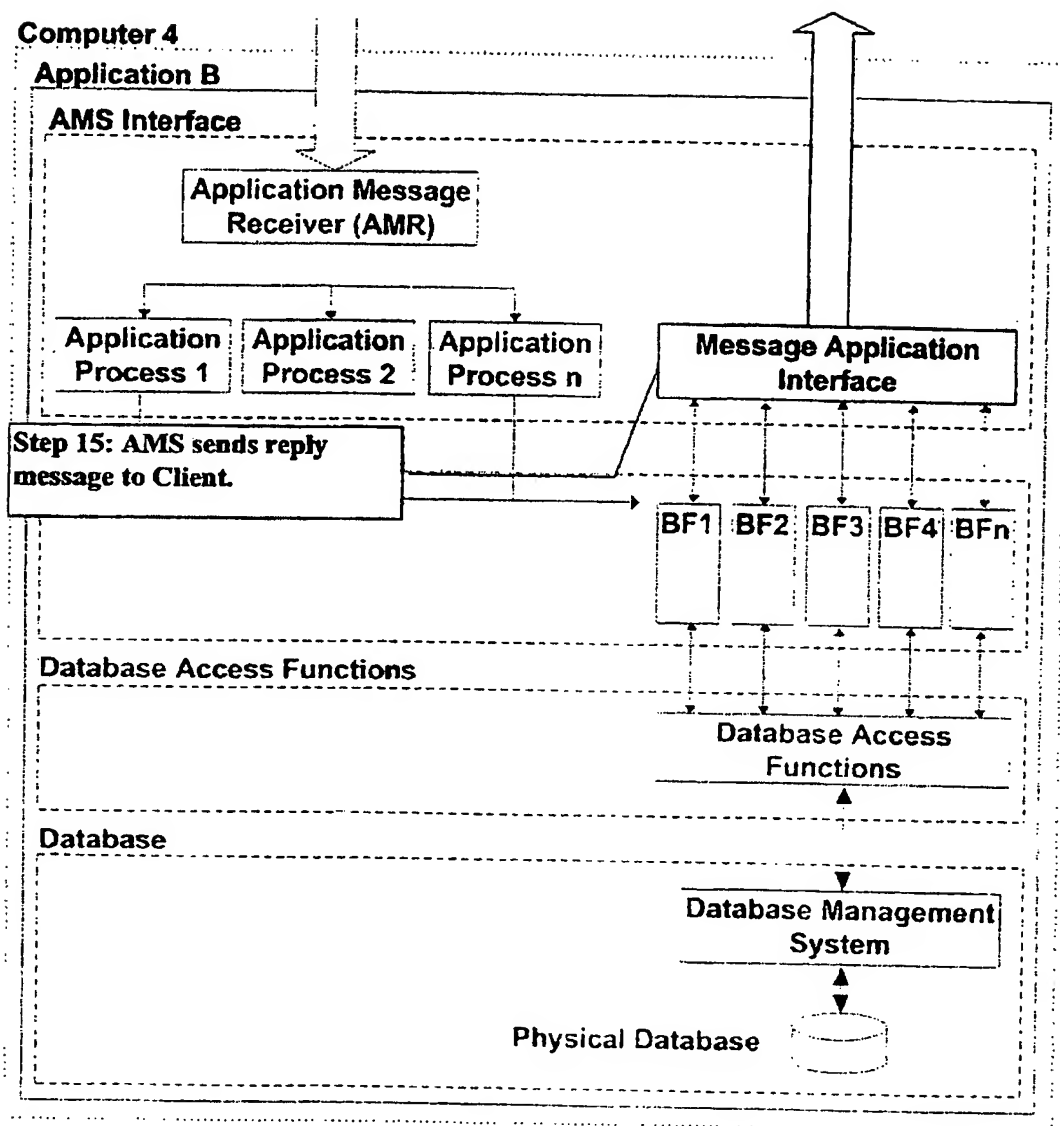 Computer 4
Application B
AMS Interface
Application Message
Receiver (AMR)
Application
Process 1
Application
Process 2
Application
Process n
Message Application
Interface
Step 15: AMS sends reply
message to Client.
BF1
BF2
BF3
BF4
BFn
Database Access Functions
Database Access
Functions
Database
Database Management
System
Physical Database